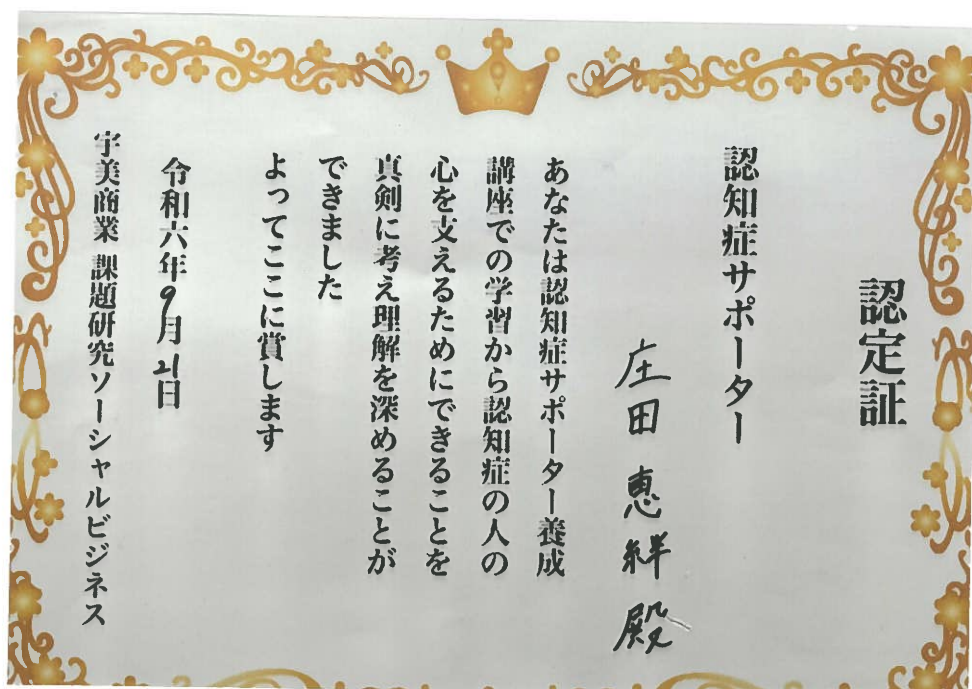 認定証
認知症サポーター
庄田 恵絆 殿
あなたは認知症サポーター養成
講座での学習から認知症の人の
心を支えるためにできることを
真剣に考え理解を深めることが
できました
よってここに賞します
令和六年9月21日
宇美商業 課題研究ソーシャルビジネス